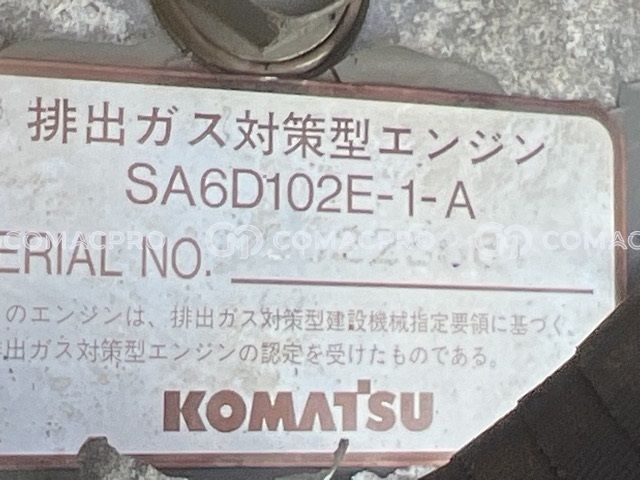 排出ガス対策型エンジン
SA6D102E-1-A
COMACPRO COMACPRO COMACPRO
ERIAL NO.
のエンジンは、排出ガス対策型建設機械指定要領に基づく
排出ガス対策型エンジンの認定を受けたものである。
KOMATSU